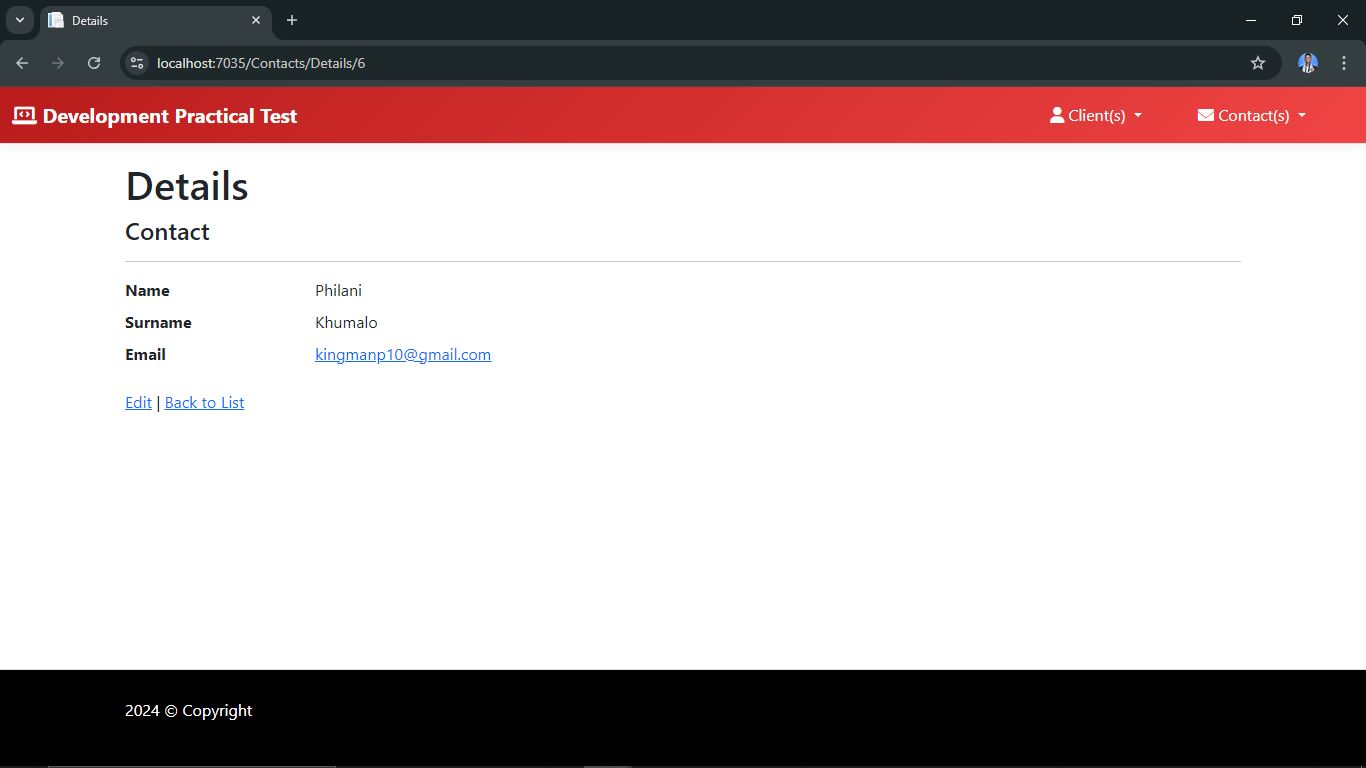 Details
localhost:7035/Contacts/Details/6
Development Practical Test Client(s) Contact(s)
Details
Contact
Name Philani
Surname Khumalo
Email kingmanp10@gmail.com
Edit | Back to List
2024 © Copyright